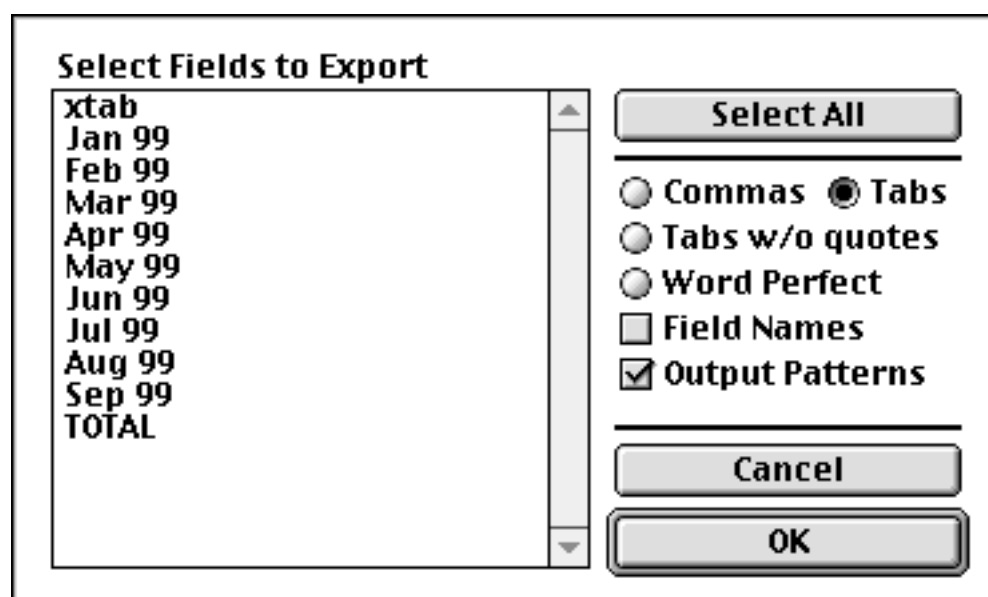 Select Fields to Export
xtab
Jan 99
Feb 99
Mar 99
Apr 99
May 99
Jun 99
Jul 99
Aug 99
Sep 99
TOTAL
Select All
Commas Tabs
Tabs w/o quotes
Word Perfect
Field Names
Output Patterns
Cancel
OK